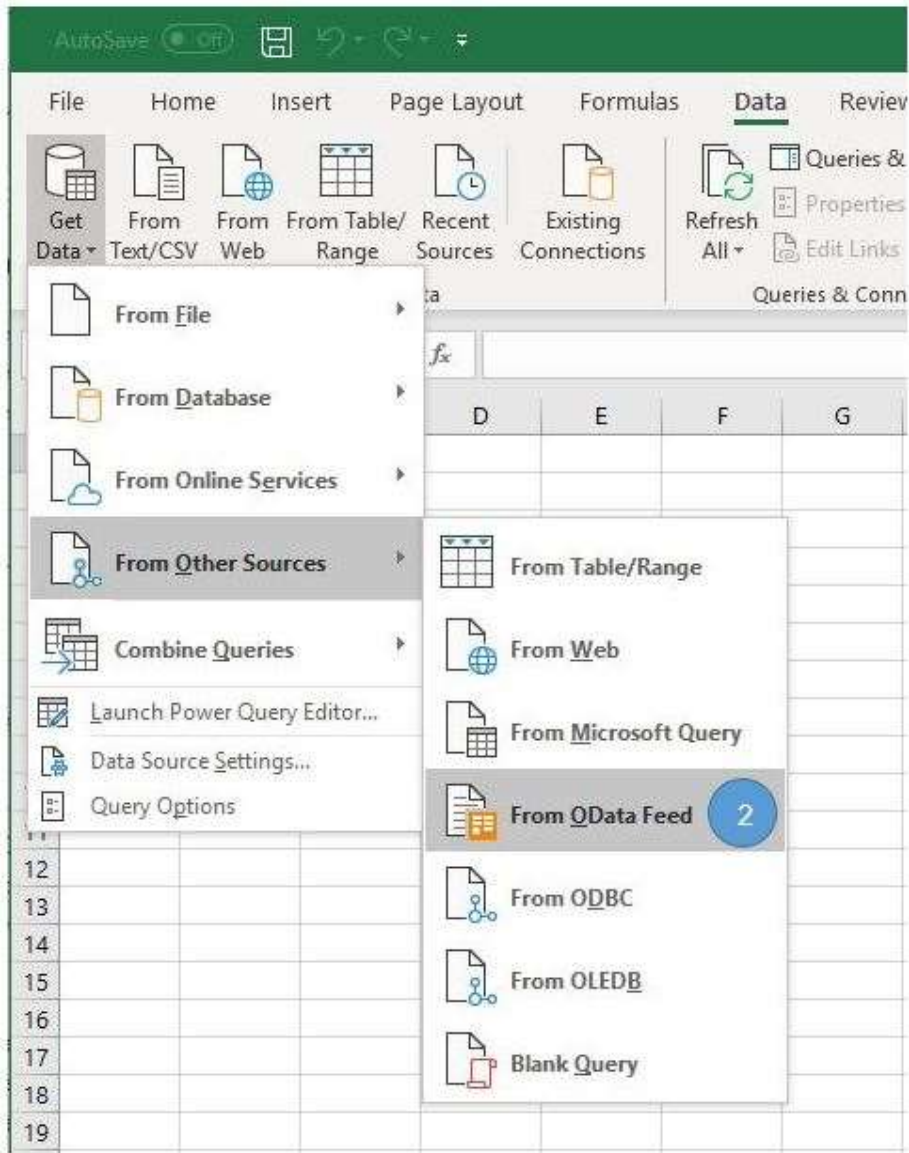 AutoSave Off
File Home Insert Page Layout Formulas Data Review
Get Data From Text/CSV From Web From Table/Range Recent Sources Existing Connections Refresh All Queries &
Properties
Edit Links
ta Queries & Conn
From File
fx
From Database
D E F G
From Online Services
From Other Sources
From Table/Range
Combine Queries
From Web
Launch Power Query Editor...
From Microsoft Query
Data Source Settings...
Query Options
From OData Feed 2
11
12
From ODBC
13
14
From OLEDB
15
16
Blank Query
17
18
19